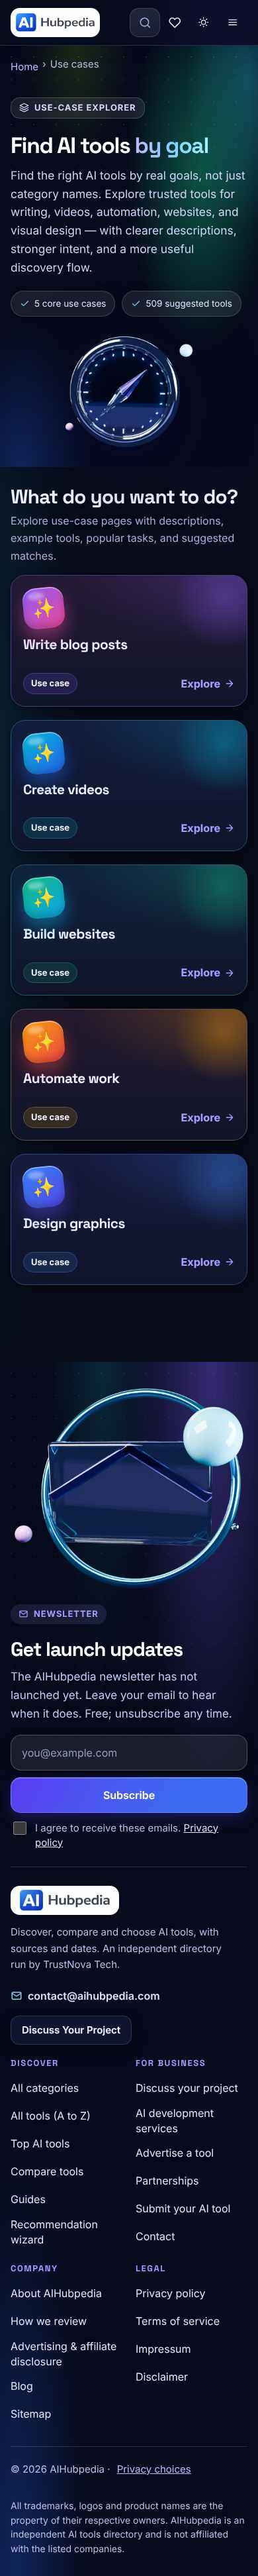 AI Hubpedia
Home › Use cases
USE-CASE EXPLORER
Find AI tools by goal
Find the right AI tools by real goals, not just
category names. Explore trusted tools for
writing, videos, automation, websites, and
visual design — with clearer descriptions,
stronger intent, and a more useful
discovery flow.
5 core use cases
509 suggested tools
What do you want to do?
Explore use-case pages with descriptions,
example tools, popular tasks, and suggested
matches.
Write blog posts
Use case
Explore →
Create videos
Use case
Explore →
Build websites
Use case
Explore →
Automate work
Use case
Explore →
Design graphics
Use case
Explore →
NEWSLETTER
Get launch updates
The AIHubpedia newsletter has not
launched yet. Leave your email to hear
when it does. Free; unsubscribe any time.
you@example.com
Subscribe
I agree to receive these emails. Privacy
policy
AI Hubpedia
Discover, compare and choose AI tools, with
sources and dates. An independent directory
run by TrustNova Tech.
contact@aihubpedia.com
Discuss Your Project
DISCOVER
All categories
All tools (A to Z)
Top AI tools
Compare tools
Guides
Recommendation
wizard
FOR BUSINESS
Discuss your project
AI development
services
Advertise a tool
Partnerships
Submit your AI tool
Contact
COMPANY
About AIHubpedia
How we review
Advertising & affiliate
disclosure
Blog
Sitemap
LEGAL
Privacy policy
Terms of service
Impressum
Disclaimer
© 2026 AIHubpedia · Privacy choices
All trademarks, logos and product names are the
property of their respective owners. AIHubpedia is an
independent AI tools directory and is not affiliated
with the listed companies.